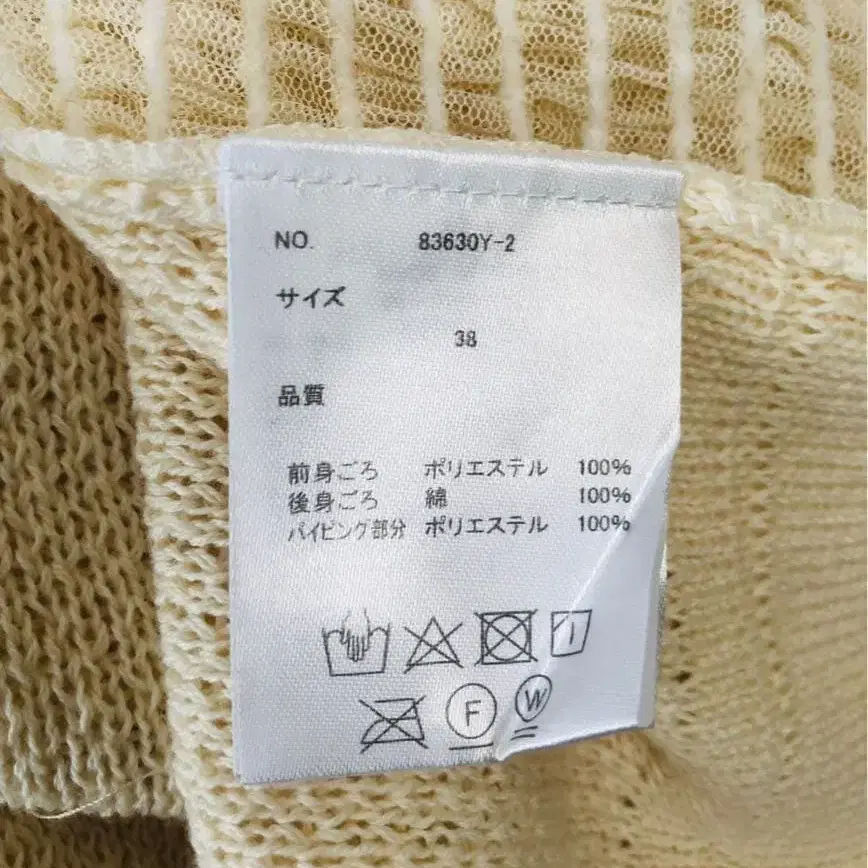 NO. 83630Y-2
サイズ
38
品質
前身ごろ ポリエステル 100%
後身ごろ 綿 100%
パイピング部分 ポリエステル 100%
F W